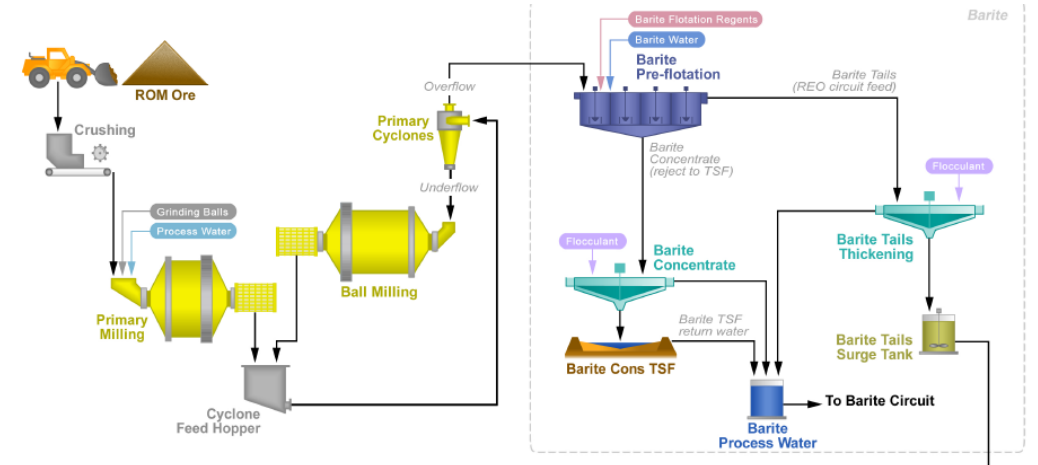 Barite
Barite Flotation Regents
Barite Water
Barite
Pre-flotation
Barite Tails
(REO circuit feed)
ROM Ore
Overflow
Crushing
Primary
Cyclones
Barite
Concentrate
(reject to TSF)
Flocculant
Underflow
Grinding Balls
Process Water
Flocculant
Barite
Concentrate
Barite Tails
Thickening
Ball Milling
Primary
Milling
Barite TSF
return water
Barite Tails
Surge Tank
Barite Cons TSF
To Barite Circuit
Cyclone
Feed Hopper
Barite
Process Water